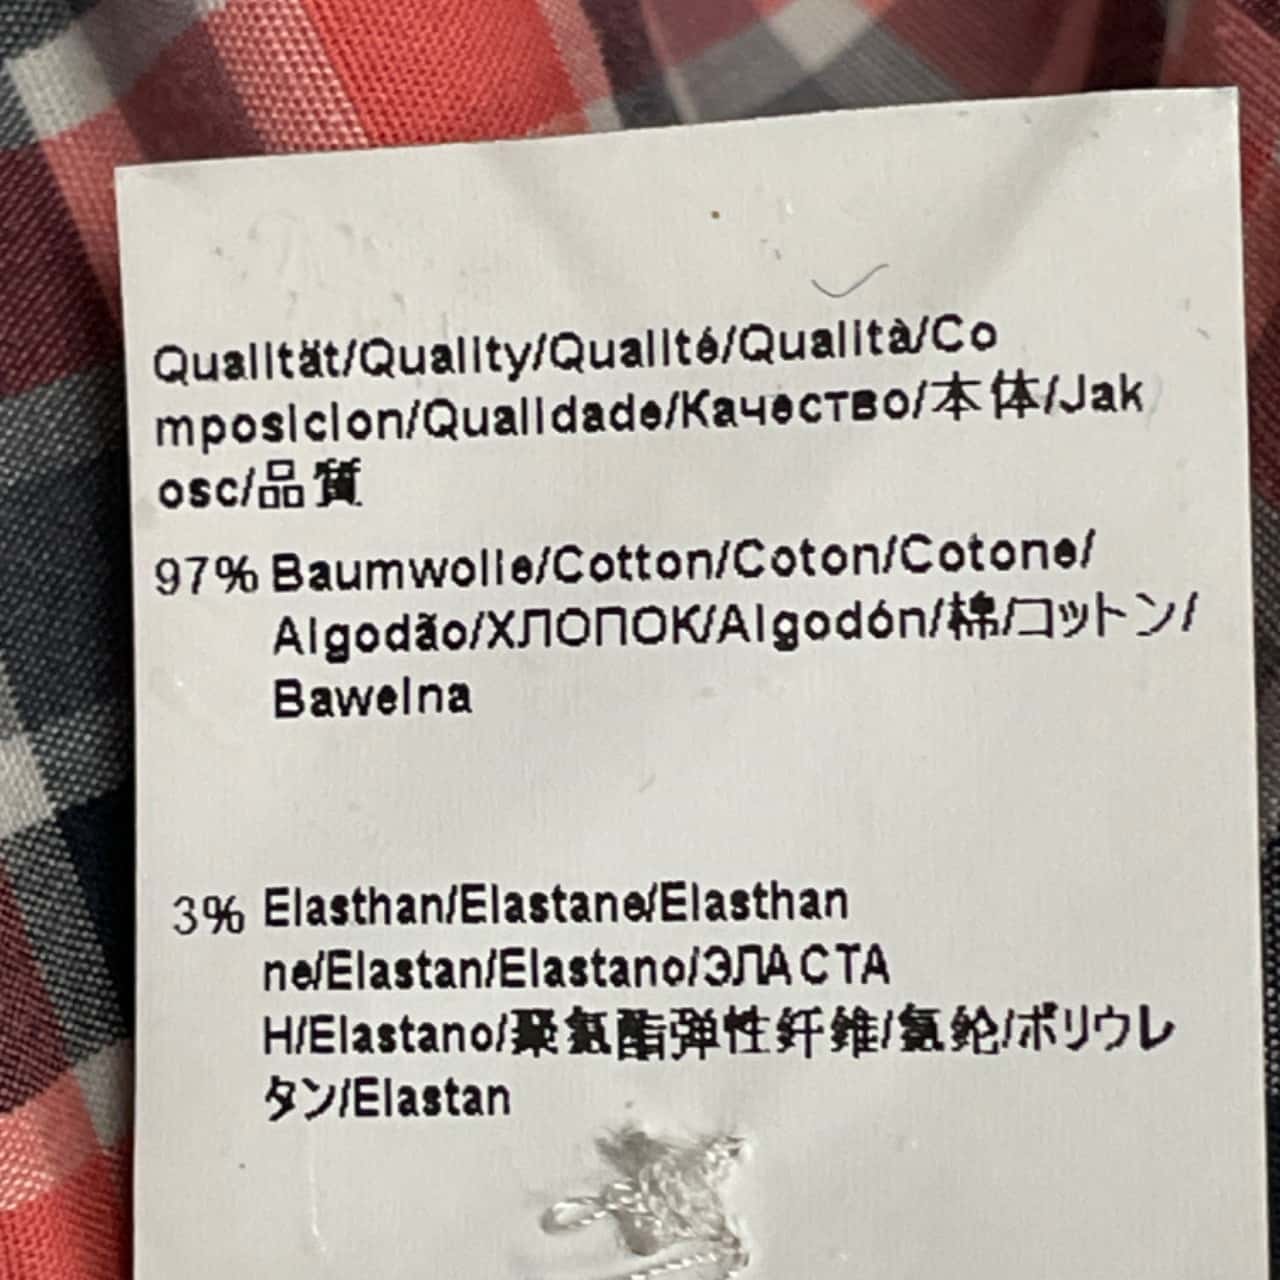 Qualität/Quality/Qualité/Qualità/Co
mposicion/Qualidade/Качество/本体/Jak
osc/品質
97% Baumwolle/Cotton/Coton/Cotone/
Algodão/ХЛОПОК/Algodón/棉/コットン/
Bawelna
3% Elasthan/Elastane/Elasthan
ne/Elastan/Elastano/ЭЛАСТА
Н/Elastano/聚氨酯弹性纤維/氨纶/ポリウレ
タン/Elastan